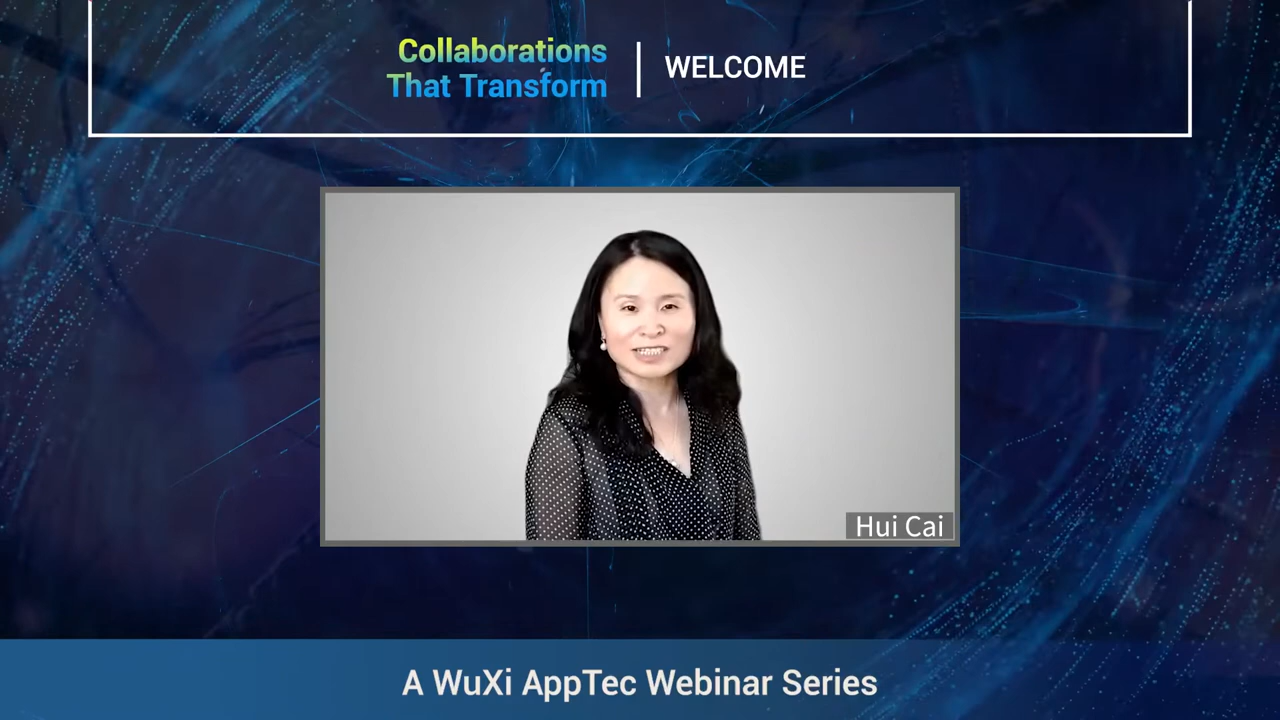 Collaborations
That Transform
WELCOME
Hui Cai
A WuXi AppTec Webinar Series